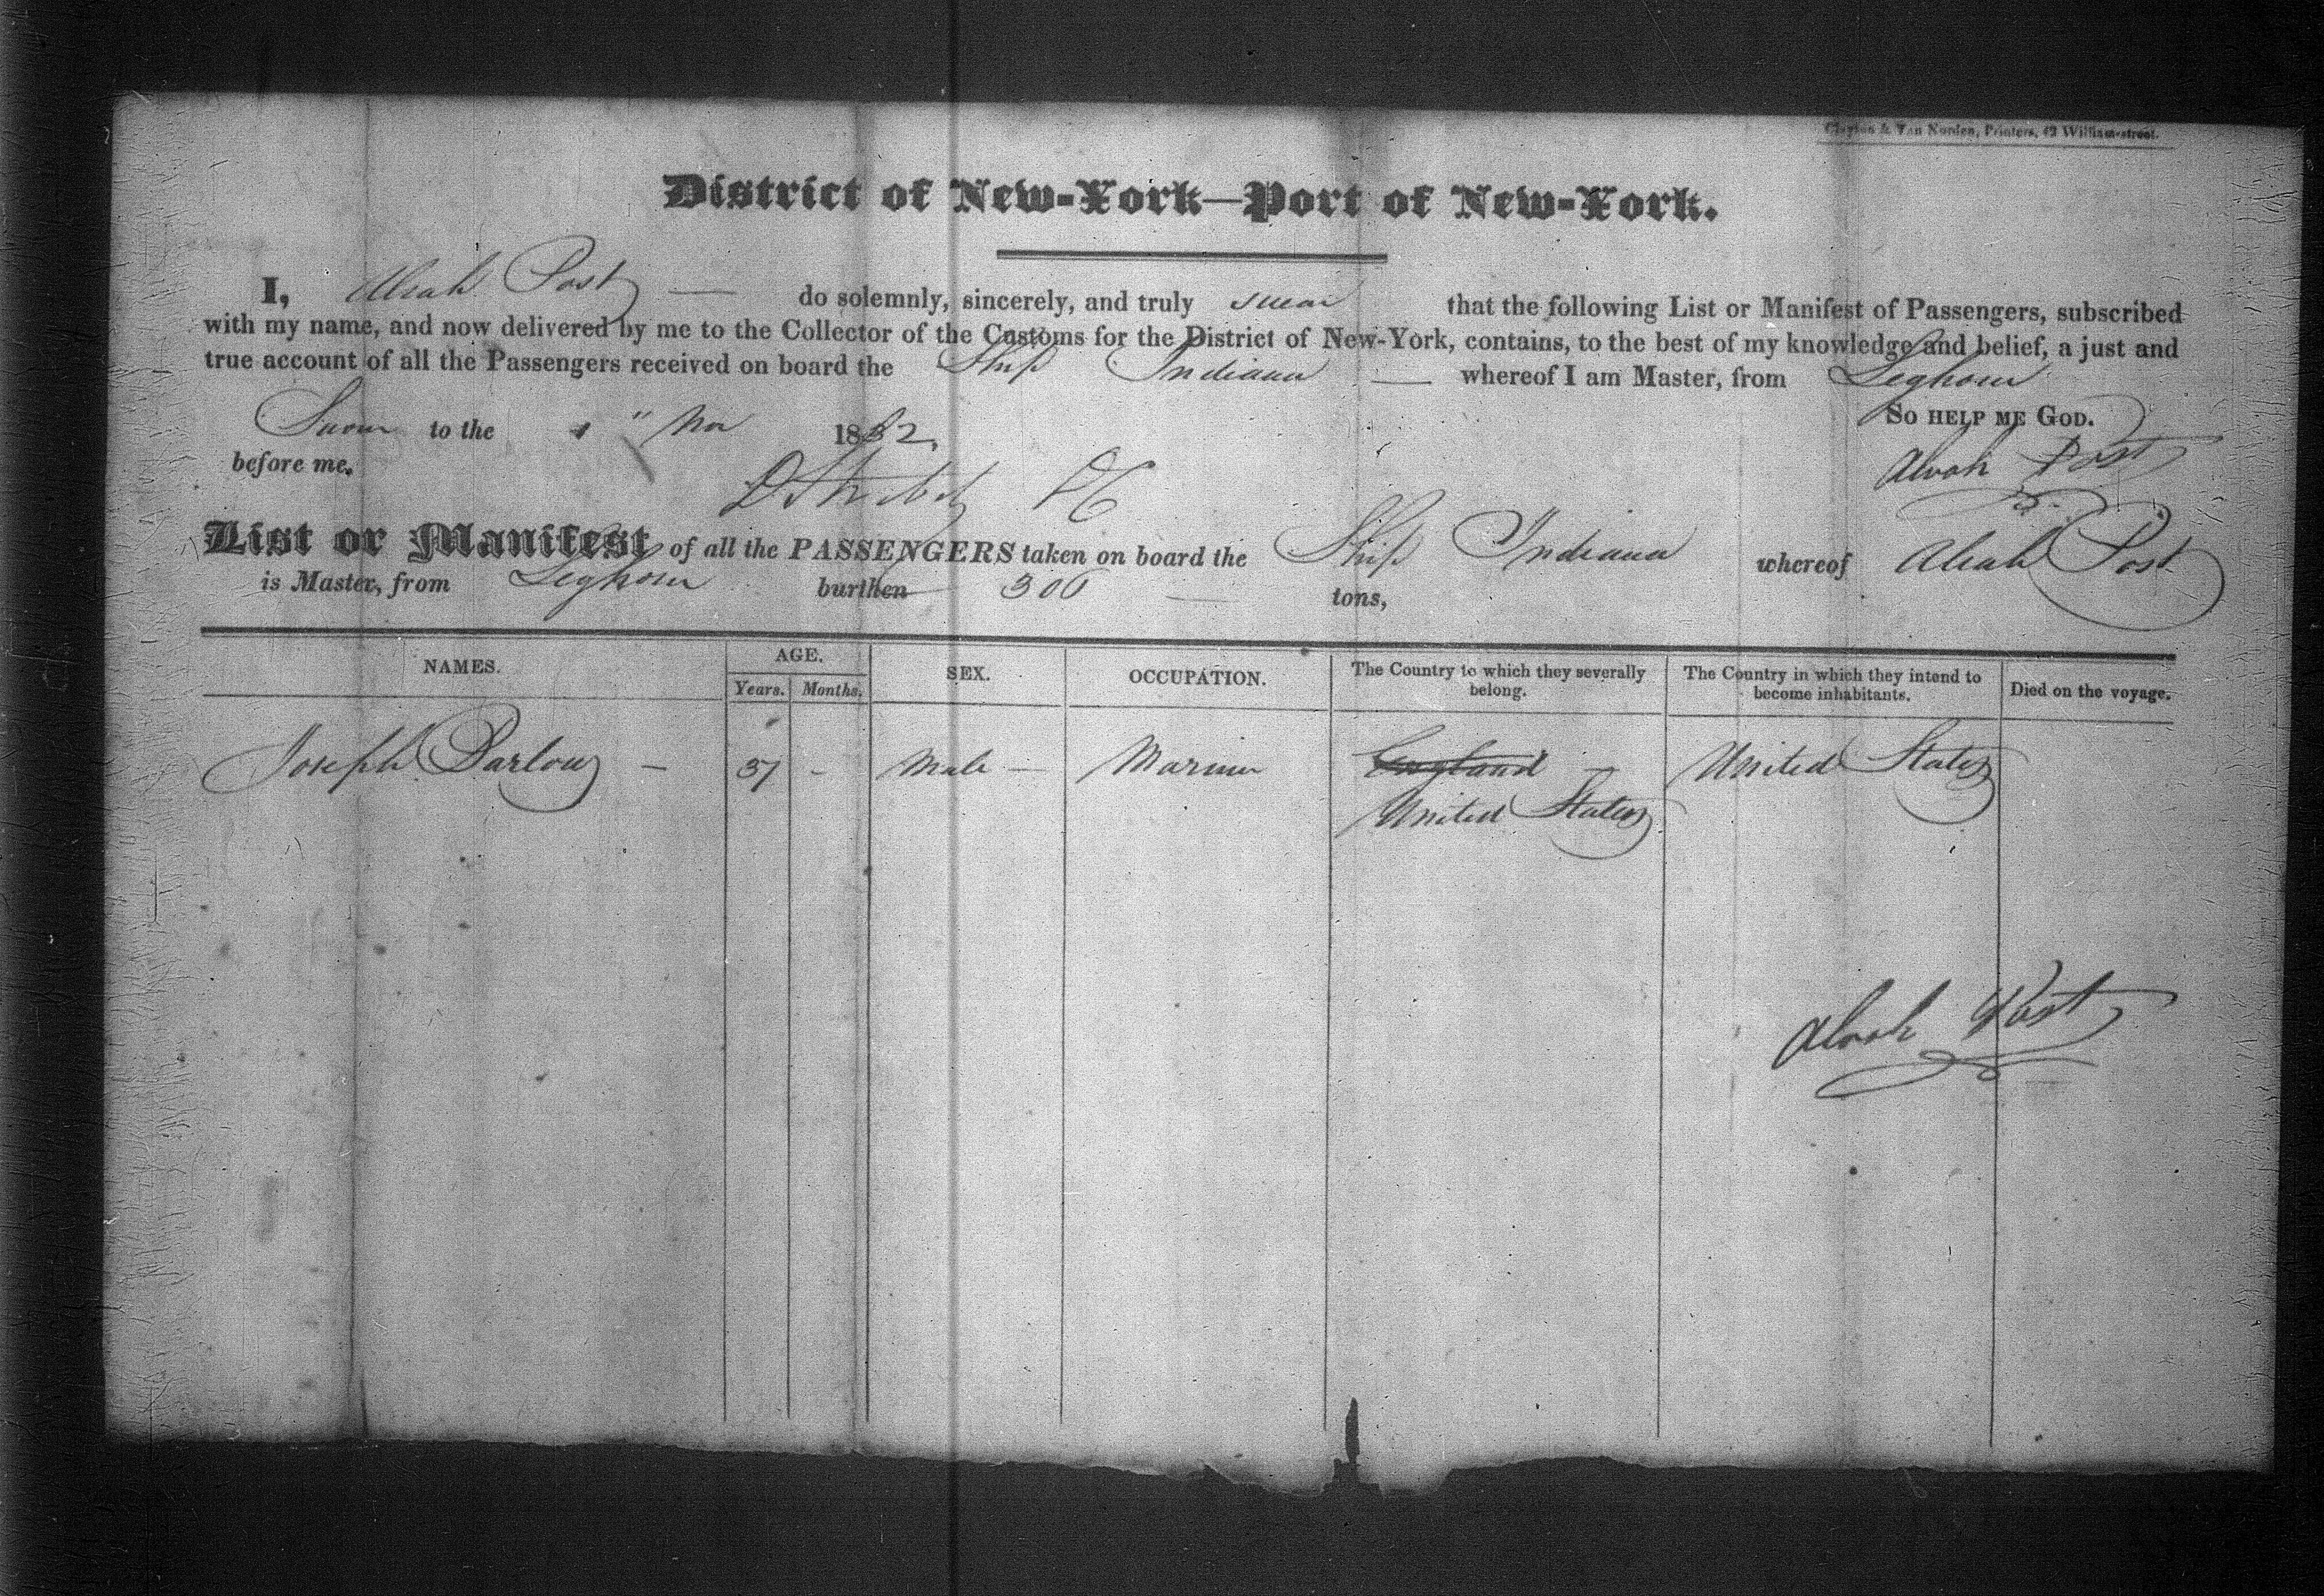 Clayton & Van Norden, Printers, 42 William-street.
District of New-York—Port of New-York.
I, Alvah Post — do solemnly, sincerely, and truly swear that the following List or Manifest of Passengers, subscribed
with my name, and now delivered by me to the Collector of the Customs for the District of New-York, contains, to the best of my knowledge and belief, a just and
true account of all the Passengers received on board the Ship Indiana — whereof I am Master, from Leghorn
So help me God.
Sworn to the 1 " Nov 1832
before me,
Alvah Post
List or Manifest of all the PASSENGERS taken on board the Ship Indiana whereof Alvah Post
is Master, from Leghorn burthen 300 — tons,
NAMES. AGE. Years. Months. SEX. OCCUPATION. The Country to which they severally belong. The Country in which they intend to become inhabitants. Died on the voyage.
Joseph Barlow — 37 - Male — Mariner England — United States
United States
Alvah Post